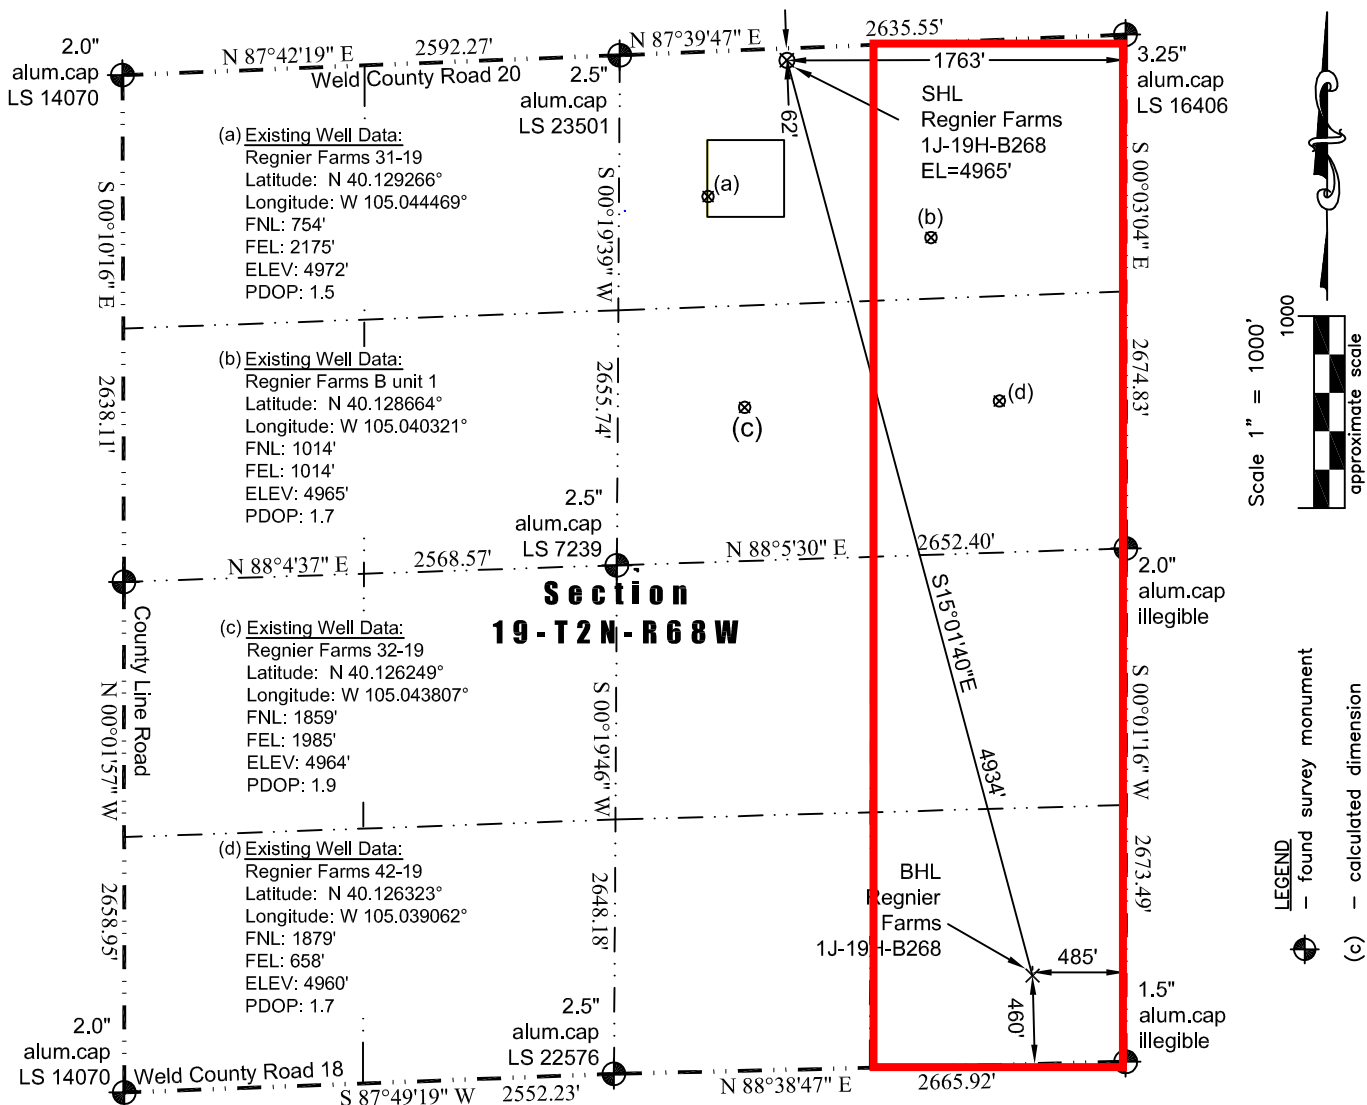 2.0"
alum.cap
LS 14070
N 87°42'19" E
2592.27'
Weld County Road 20
2.5"
alum.cap
LS 23501
N 87°39'47" E
2635.55'
1763'
62'
3.25"
alum.cap
LS 16406
SHL
Regnier Farms
1J-19H-B268
EL=4965'
(a) Existing Well Data:
Regnier Farms 31-19
Latitude: N 40.129266°
Longitude: W 105.044469°
FNL: 754'
FEL: 2175'
ELEV: 4972'
PDOP: 1.5
S 00°10'16" E
2638.11'
S 00°19'39" W
2655.74'
(a)
(b)
S 00°03'04" E
2674.83'
(b) Existing Well Data:
Regnier Farms B unit 1
Latitude: N 40.128664°
Longitude: W 105.040321°
FNL: 1014'
FEL: 1014'
ELEV: 4965'
PDOP: 1.7
(c)
(d)
2.5"
alum.cap
LS 7239
N 88°4'37" E
2568.57'
N 88°5'30" E
2652.40'
2.0"
alum.cap
illegible
Section
19-T2N-R68W
S15°01'40"E
4934'
(c) Existing Well Data:
Regnier Farms 32-19
Latitude: N 40.126249°
Longitude: W 105.043807°
FNL: 1859'
FEL: 1985'
ELEV: 4964'
PDOP: 1.9
County Line Road
N 00°01'57" W
2658.95'
S 00°19'46" W
2648.18'
S 00°01'16" W
2673.49'
(d) Existing Well Data:
Regnier Farms 42-19
Latitude: N 40.126323°
Longitude: W 105.039062°
FNL: 1879'
FEL: 658'
ELEV: 4960'
PDOP: 1.7
BHL
Regnier
Farms
1J-19H-B268
485'
460'
1.5"
alum.cap
illegible
2.0"
alum.cap
LS 14070
Weld County Road 18
S 87°49'19" W
2552.23'
2.5"
alum.cap
LS 22576
N 88°38'47" E
2665.92'
Scale 1" = 1000'
1000
approximate scale
LEGEND
- found survey monument
(c) - calculated dimension